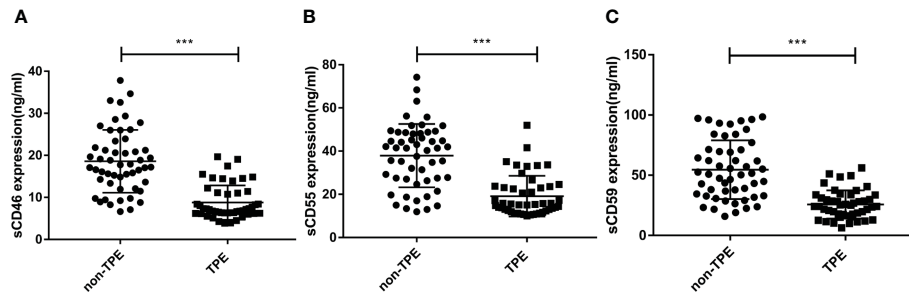 A
***
sCD46 expression(ng/ml)
40
30
20
10
0
non-TPE
TPE
B
***
sCD55 expression(ng/ml)
80
60
40
20
0
non-TPE
TPE
C
***
sCD59 expression(ng/ml)
150
100
50
0
non-TPE
TPE